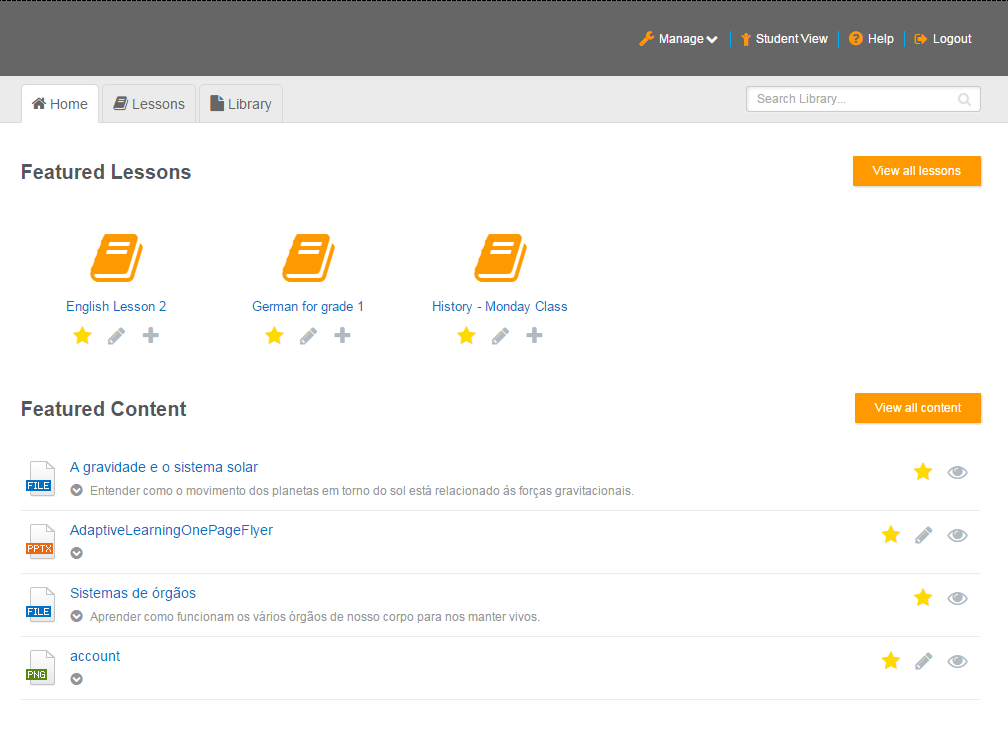 Manage Student View Help Logout
Home Lessons Library Search Library...
Featured Lessons View all lessons
English Lesson 2 German for grade 1 History - Monday Class
Featured Content View all content
A gravidade e o sistema solar
FILE
Entender como o movimento dos planetas em torno do sol está relacionado às forças gravitacionais.
AdaptiveLearningOnePageFlyer
PPTX
Sistemas de órgãos
FILE
Aprender como funcionam os vários órgãos de nosso corpo para nos manter vivos.
account
PNG